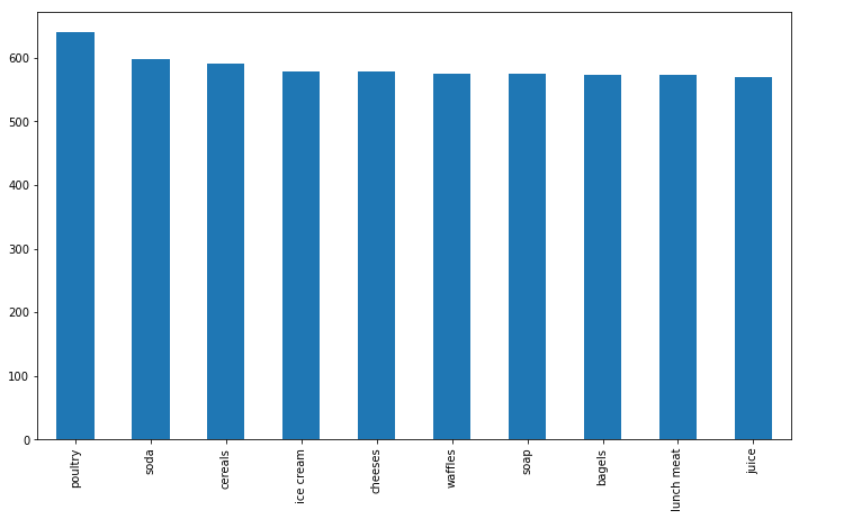 600
500
400
300
200
100
0
poultry
soda
cereals
ice cream
cheeses
waffles
soap
bagels
lunch meat
juice